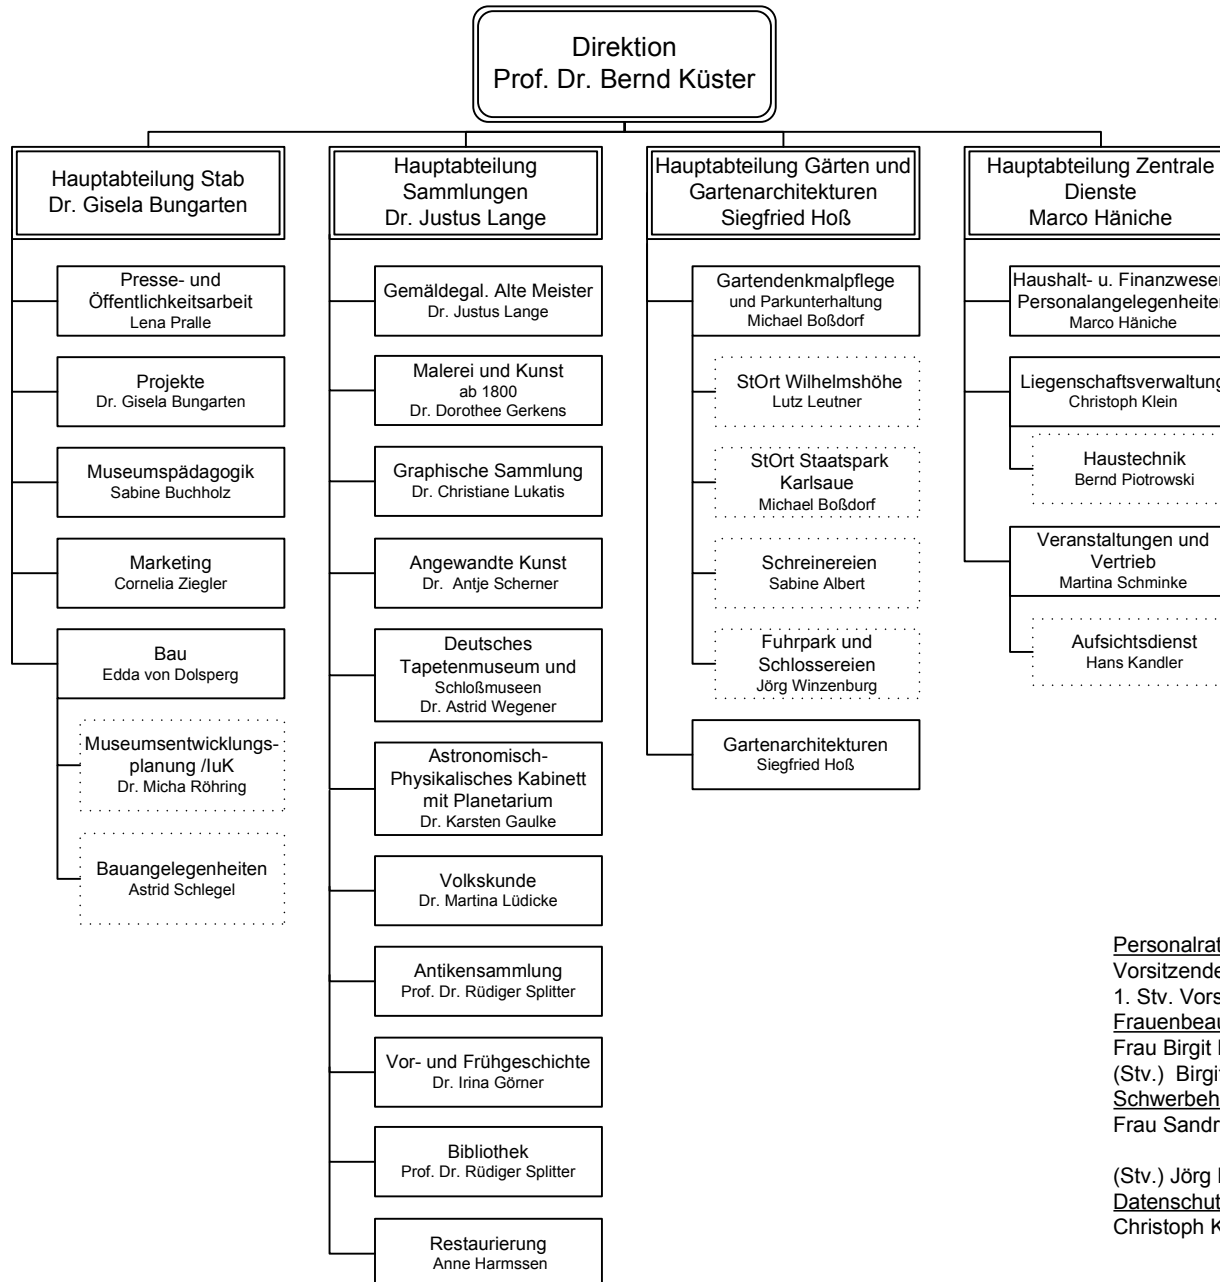 Direktion
Prof. Dr. Bernd Küster
Hauptabteilung Stab
Dr. Gisela Bungarten
Presse- und
Öffentlichkeitsarbeit
Lena Pralle
Projekte
Dr. Gisela Bungarten
Museumspädagogik
Sabine Buchholz
Marketing
Cornelia Ziegler
Bau
Edda von Dolsperg
Museumsentwicklungs-
planung /IuK
Dr. Micha Röhring
Bauangelegenheiten
Astrid Schlegel
Hauptabteilung
Sammlungen
Dr. Justus Lange
Gemäldegal. Alte Meister
Dr. Justus Lange
Malerei und Kunst
ab 1800
Dr. Dorothee Gerkens
Graphische Sammlung
Dr. Christiane Lukatis
Angewandte Kunst
Dr. Antje Scherner
Deutsches
Tapetenmuseum und
Schloßmuseen
Dr. Astrid Wegener
Astronomisch-
Physikalisches Kabinett
mit Planetarium
Dr. Karsten Gaulke
Volkskunde
Dr. Martina Lüdicke
Antikensammlung
Prof. Dr. Rüdiger Splitter
Vor- und Frühgeschichte
Dr. Irina Görner
Bibliothek
Prof. Dr. Rüdiger Splitter
Restaurierung
Anne Harmssen
Hauptabteilung Gärten und
Gartenarchitekturen
Siegfried Hoß
Gartendenkmalpflege
und Parkunterhaltung
Michael Boßdorf
StOrt Wilhelmshöhe
Lutz Leutner
StOrt Staatspark
Karlsaue
Michael Boßdorf
Schreinereien
Sabine Albert
Fuhrpark und
Schlossereien
Jörg Winzenburg
Gartenarchitekturen
Siegfried Hoß
Hauptabteilung Zentrale
Dienste
Marco Häniche
Haushalt- u. Finanzwesen
Personalangelegenheiten
Marco Häniche
Liegenschaftsverwaltung
Christoph Klein
Haustechnik
Bernd Piotrowski
Veranstaltungen und
Vertrieb
Martina Schminke
Aufsichtsdienst
Hans Kandler
Personalrat
Vorsitzende
1. Stv. Vors
Frauenbeau
Frau Birgit
(Stv.) Birgit
Schwerbeh
Frau Sandr
(Stv.) Jörg
Datenschut
Christoph K